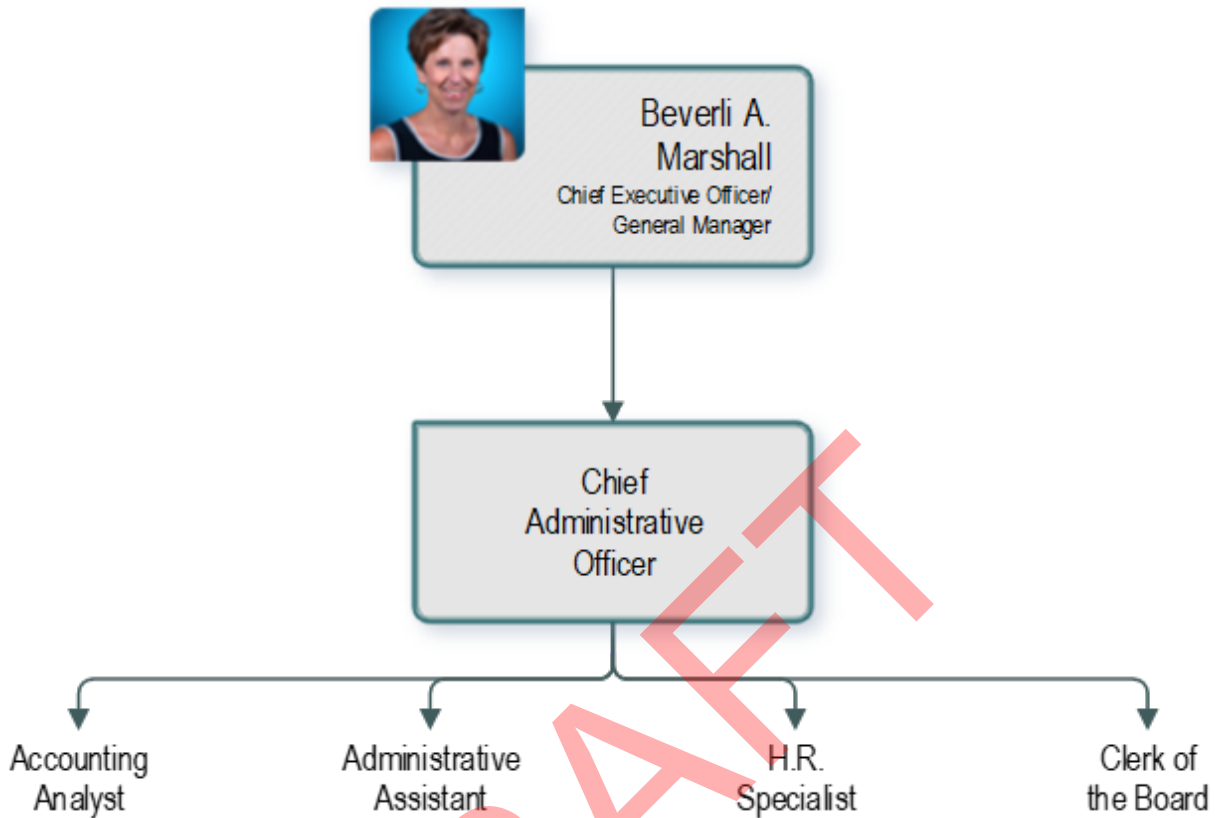 Beverli A.
Marshall
Chief Executive Officer/
General Manager
Chief
Administrative
Officer
Accounting
Analyst
Administrative
Assistant
H.R.
Specialist
Clerk of
the Board
DRAFT